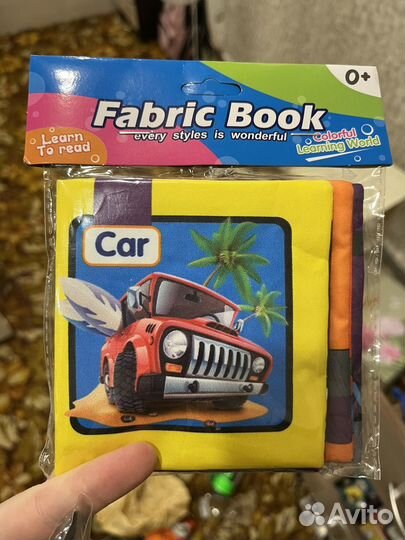 0+
Fabric Book
every styles is wonderful
Learn
To read
Colorful
Learning World
Car
Avito